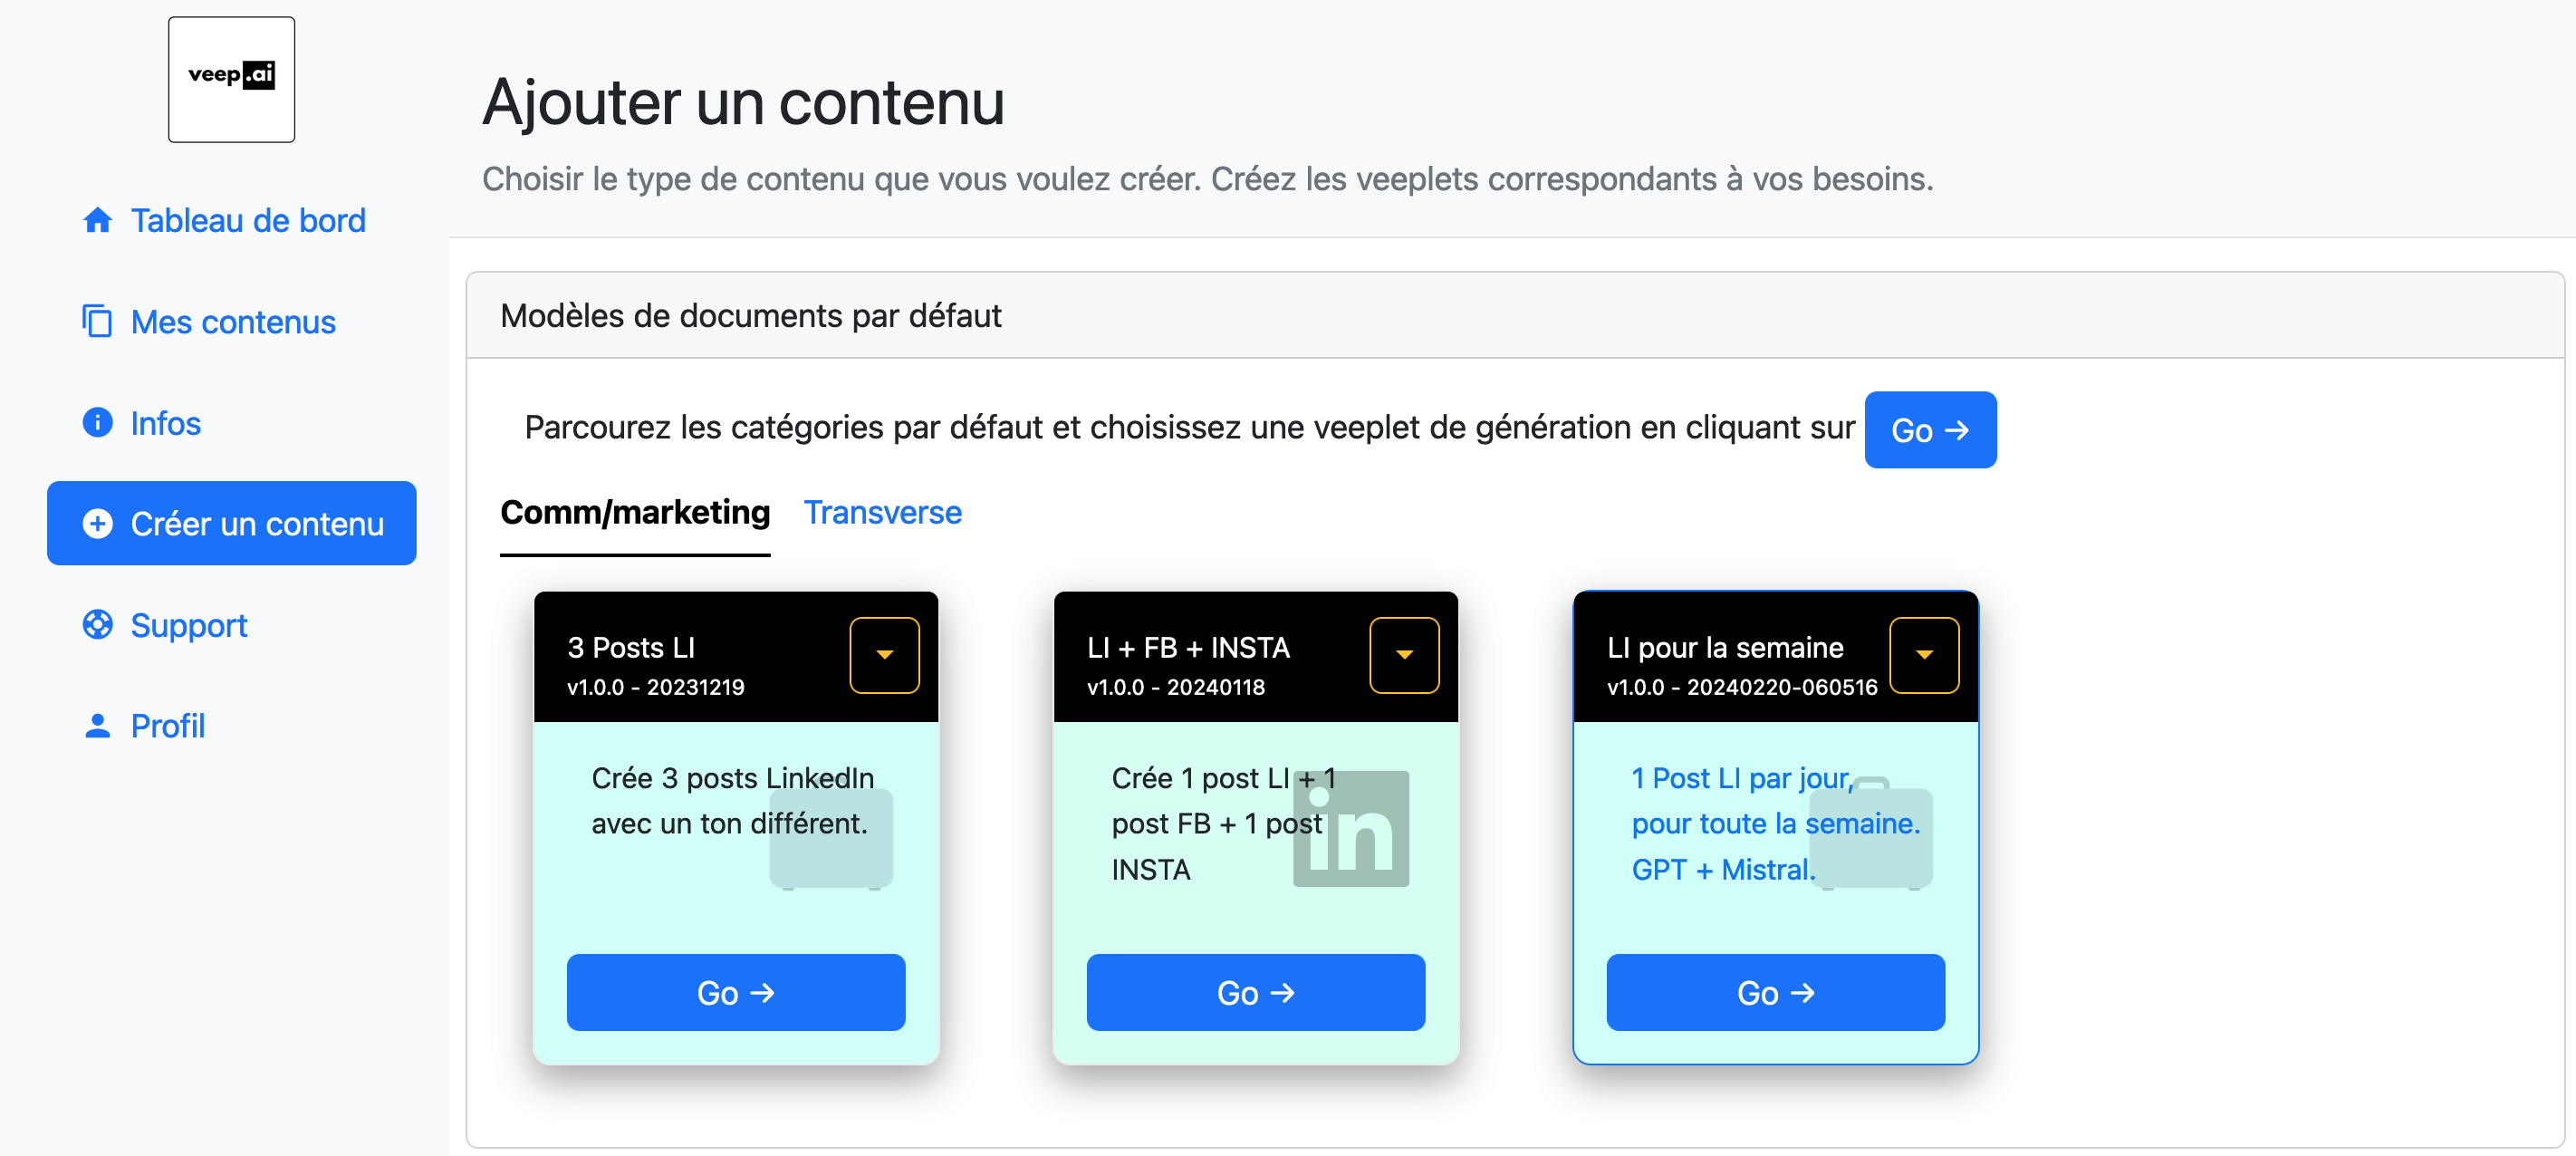 veep.ai
Tableau de bord
Mes contenus
Infos
Créer un contenu
Support
Profil
Ajouter un contenu
Choisir le type de contenu que vous voulez créer. Créez les veeplets correspondants à vos besoins.
Modèles de documents par défaut
Parcourez les catégories par défaut et choisissez une veeplet de génération en cliquant sur Go →
Comm/marketing
Transverse
3 Posts LI
v1.0.0 - 20231219
Crée 3 posts LinkedIn
avec un ton différent.
Go →
LI + FB + INSTA
v1.0.0 - 20240118
Crée 1 post LI + 1
post FB + 1 post
INSTA
in
Go →
LI pour la semaine
v1.0.0 - 20240220-060516
1 Post LI par jour,
pour toute la semaine.
GPT + Mistral.
Go →